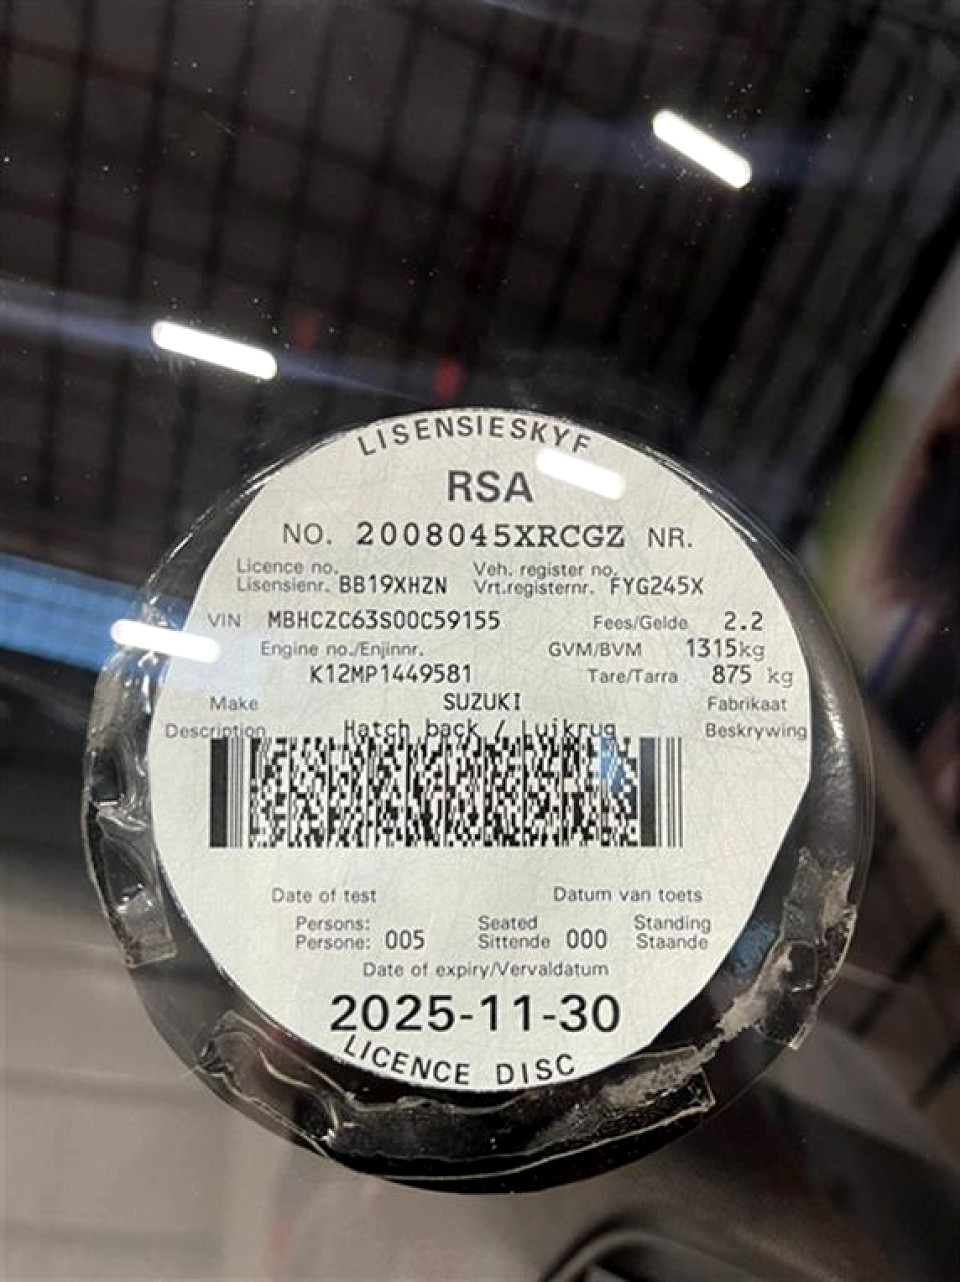 LISENSIESKYF
RSA
NO. 2008045XRCGZ NR.
Licence no. Veh. register no.
Lisensienr. BB19XHZN Vrt.registernr. FYG245X
VIN MBHCZC63S00C59155 Fees/Gelde 2.2
Engine no./Enjinnr. GVM/BVM 1315kg
K12MP1449581 Tare/Tarra 875 kg
Make SUZUKI Fabrikaat
Description Hatch back / Luikrug Beskrywing
Date of test Datum van toets
Persons: Seated Standing
Persone: 005 Sittende 000 Staande
Date of expiry/Vervaldatum
2025-11-30
LICENCE DISC